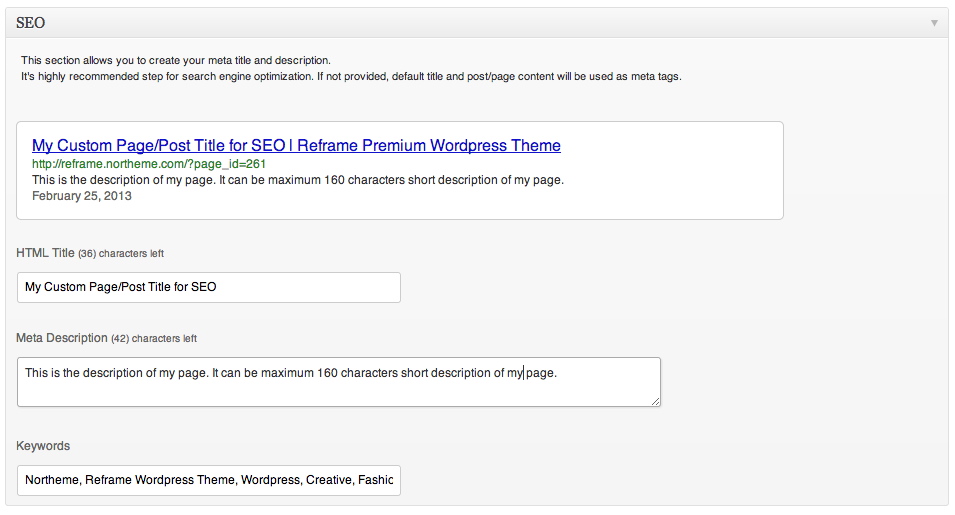 SEO
This section allows you to create your meta title and description.
It's highly recommended step for search engine optimization. If not provided, default title and post/page content will be used as meta tags.
My Custom Page/Post Title for SEO | Reframe Premium Wordpress Theme
http://reframe.northeme.com/?page_id=261
This is the description of my page. It can be maximum 160 characters short description of my page.
February 25, 2013
HTML Title (36) characters left
My Custom Page/Post Title for SEO
Meta Description (42) characters left
This is the description of my page. It can be maximum 160 characters short description of my page.
Keywords
Northeme, Reframe Wordpress Theme, Wordpress, Creative, Fashic